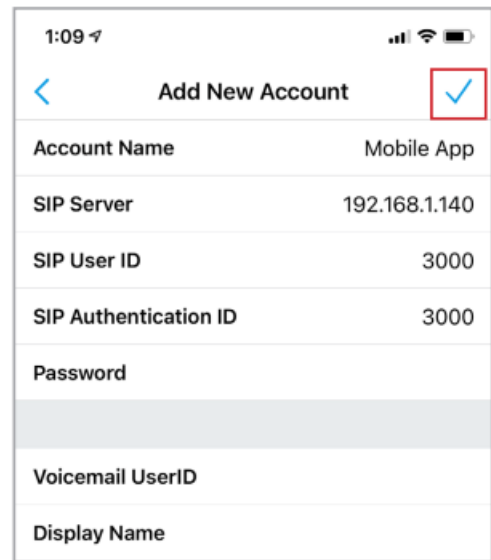 1:09
Add New Account
Account Name Mobile App
SIP Server 192.168.1.140
SIP User ID 3000
SIP Authentication ID 3000
Password
Voicemail UserID
Display Name